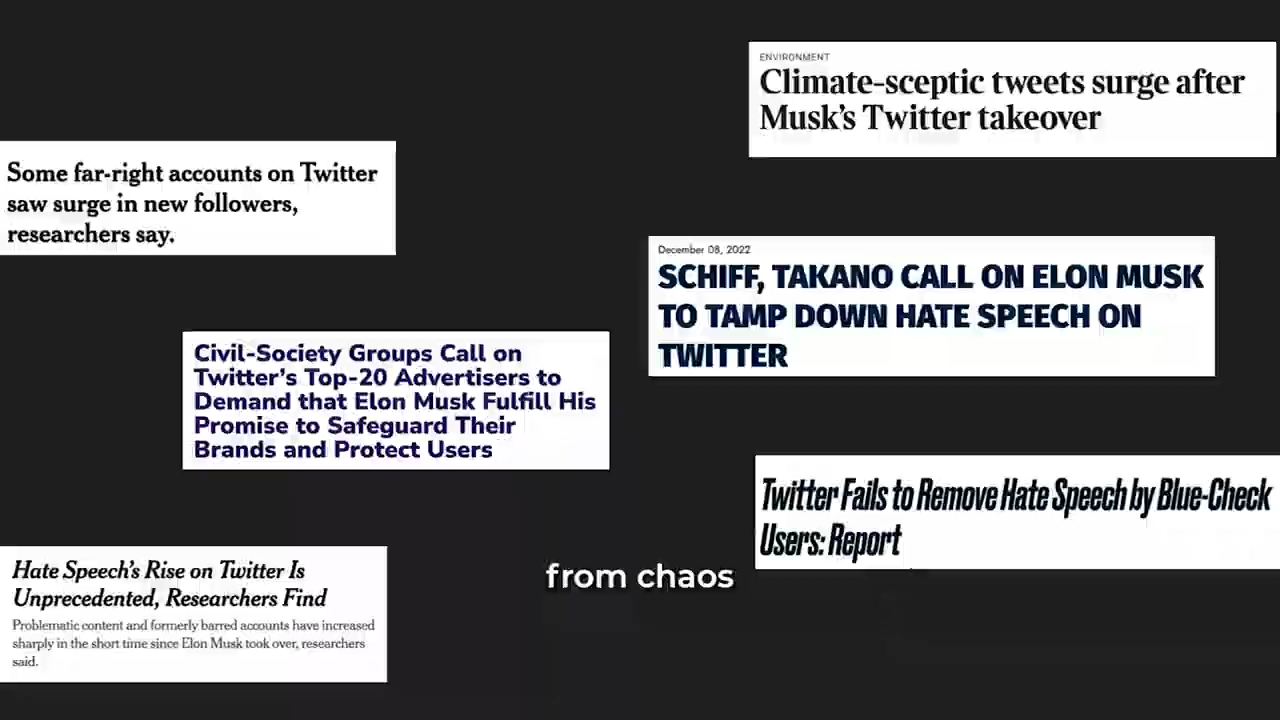 ENVIRONMENT
Climate-sceptic tweets surge after
Musk's Twitter takeover
Some far-right accounts on Twitter
saw surge in new followers,
researchers say.
December 08, 2022
SCHIFF, TAKANO CALL ON ELON MUSK
TO TAMP DOWN HATE SPEECH ON
TWITTER
Civil-Society Groups Call on
Twitter's Top-20 Advertisers to
Demand that Elon Musk Fulfill His
Promise to Safeguard Their
Brands and Protect Users
Twitter Fails to Remove Hate Speech by Blue-Check
Users: Report
Hate Speech's Rise on Twitter Is
Unprecedented, Researchers Find
Problematic content and formerly barred accounts have increased
sharply in the short time since Elon Musk took over, researchers
said.
from chaos